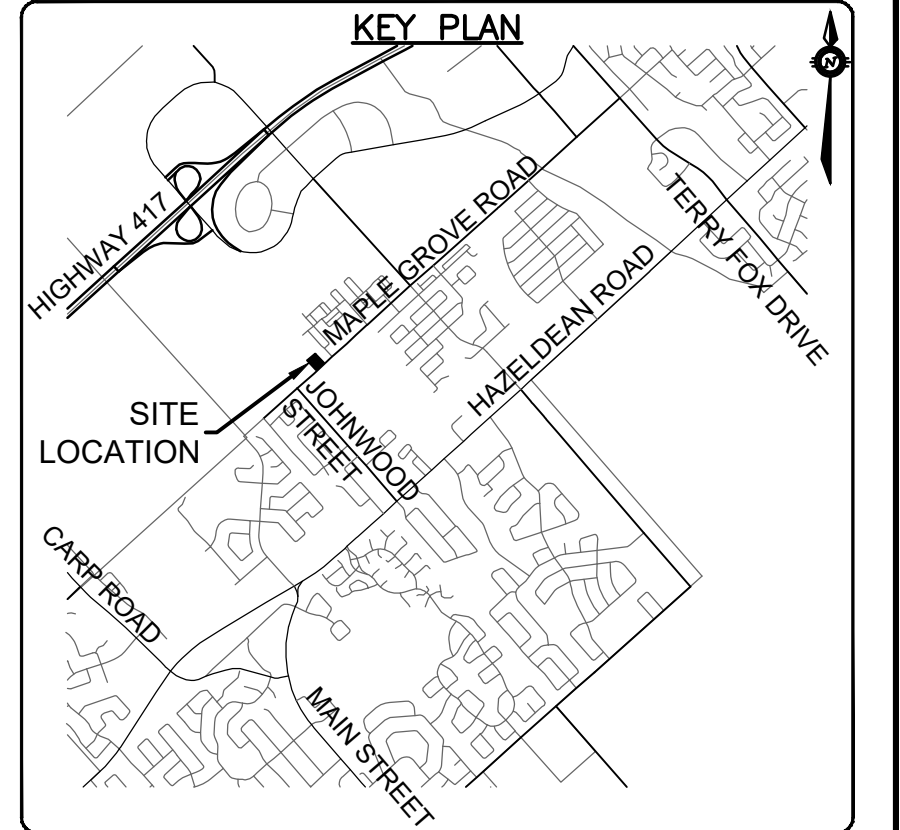 KEY PLAN
N
HIGHWAY 417
MAPLE GROVE ROAD
TERRY FOX DRIVE
HAZELDEAN ROAD
SITE
LOCATION
JOHNWOOD
STREET
CARP ROAD
MAIN STREET